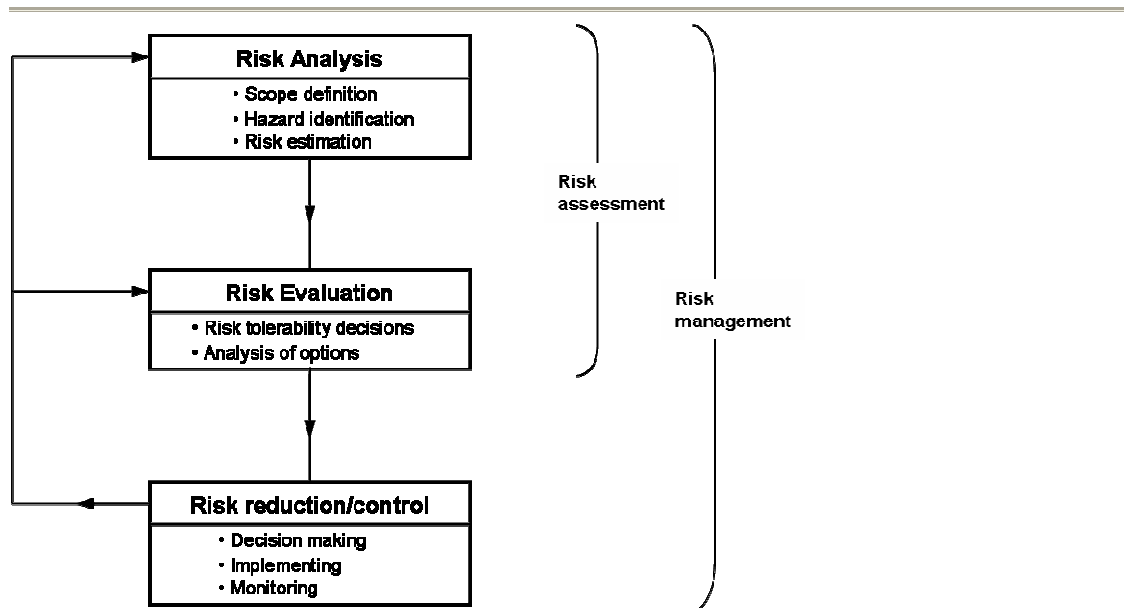 Risk Analysis
• Scope definition
• Hazard identification
• Risk estimation
Risk
assessment
Risk Evaluation
• Risk tolerability decisions
• Analysis of options
Risk
management
Risk reduction/control
• Decision making
• Implementing
• Monitoring